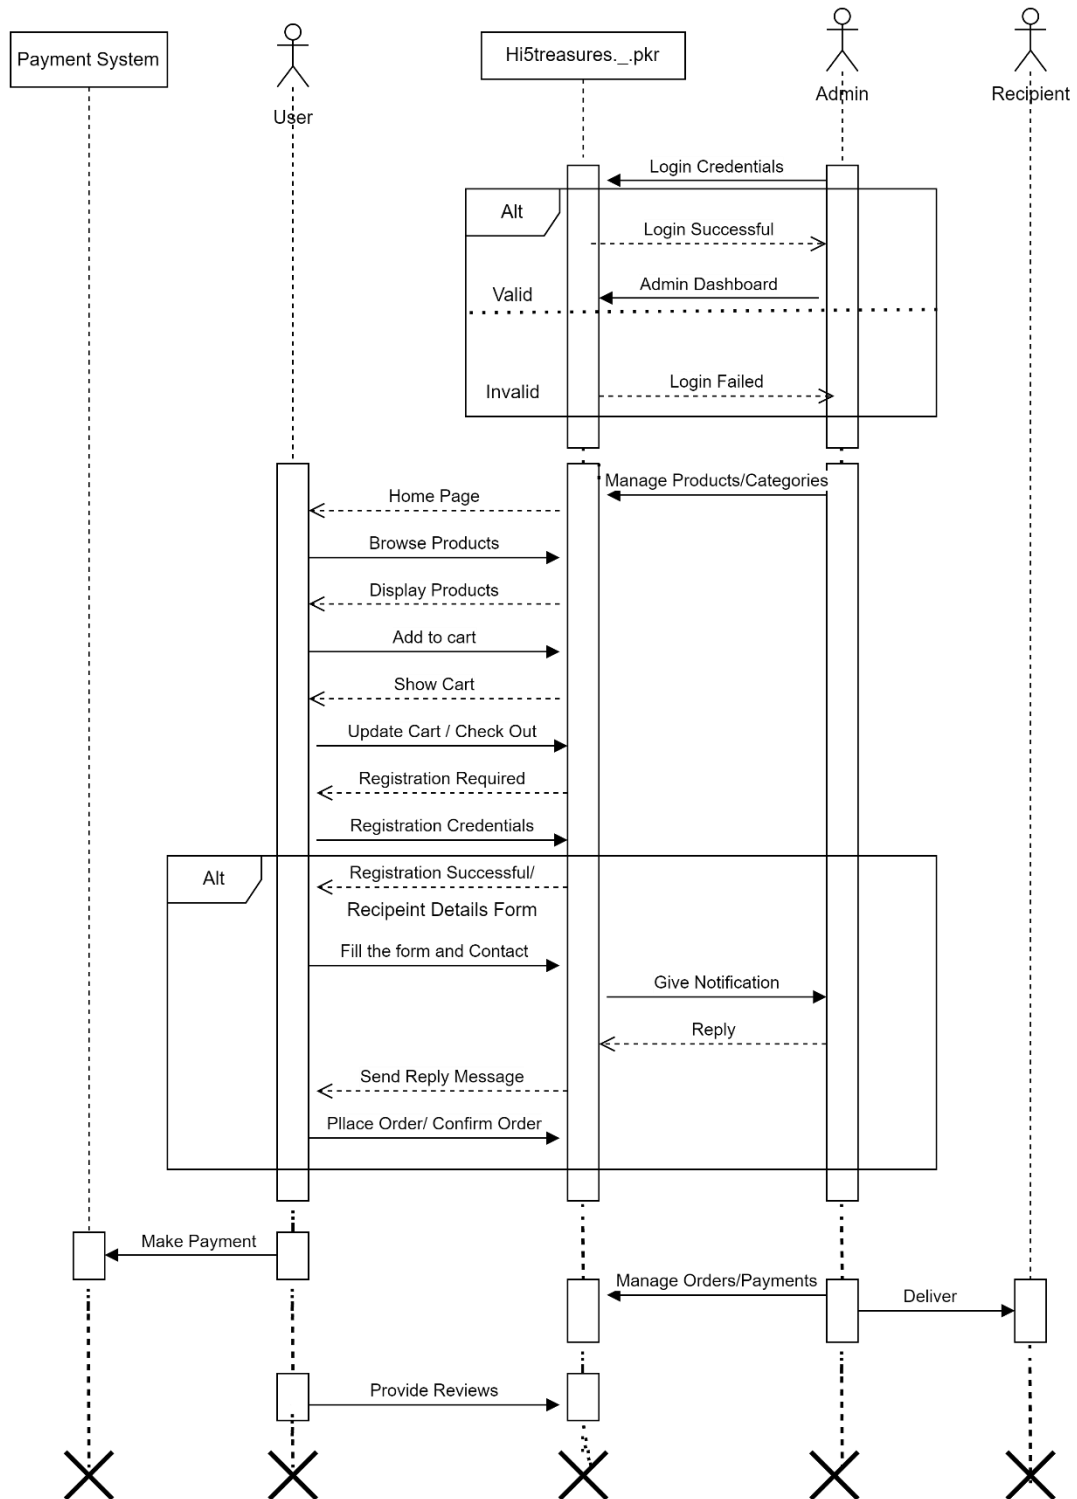 Payment System
User
Hi5treasures._.pkr
Admin
Recipient
Login Credentials
Alt
Login Successful
Admin Dashboard
Valid
Login Failed
Invalid
Manage Products/Categories
Home Page
Browse Products
Display Products
Add to cart
Show Cart
Update Cart / Check Out
Registration Required
Registration Credentials
Alt
Registration Successful/
Recipeint Details Form
Fill the form and Contact
Give Notification
Reply
Send Reply Message
Pllace Order/ Confirm Order
Make Payment
Manage Orders/Payments
Deliver
Provide Reviews